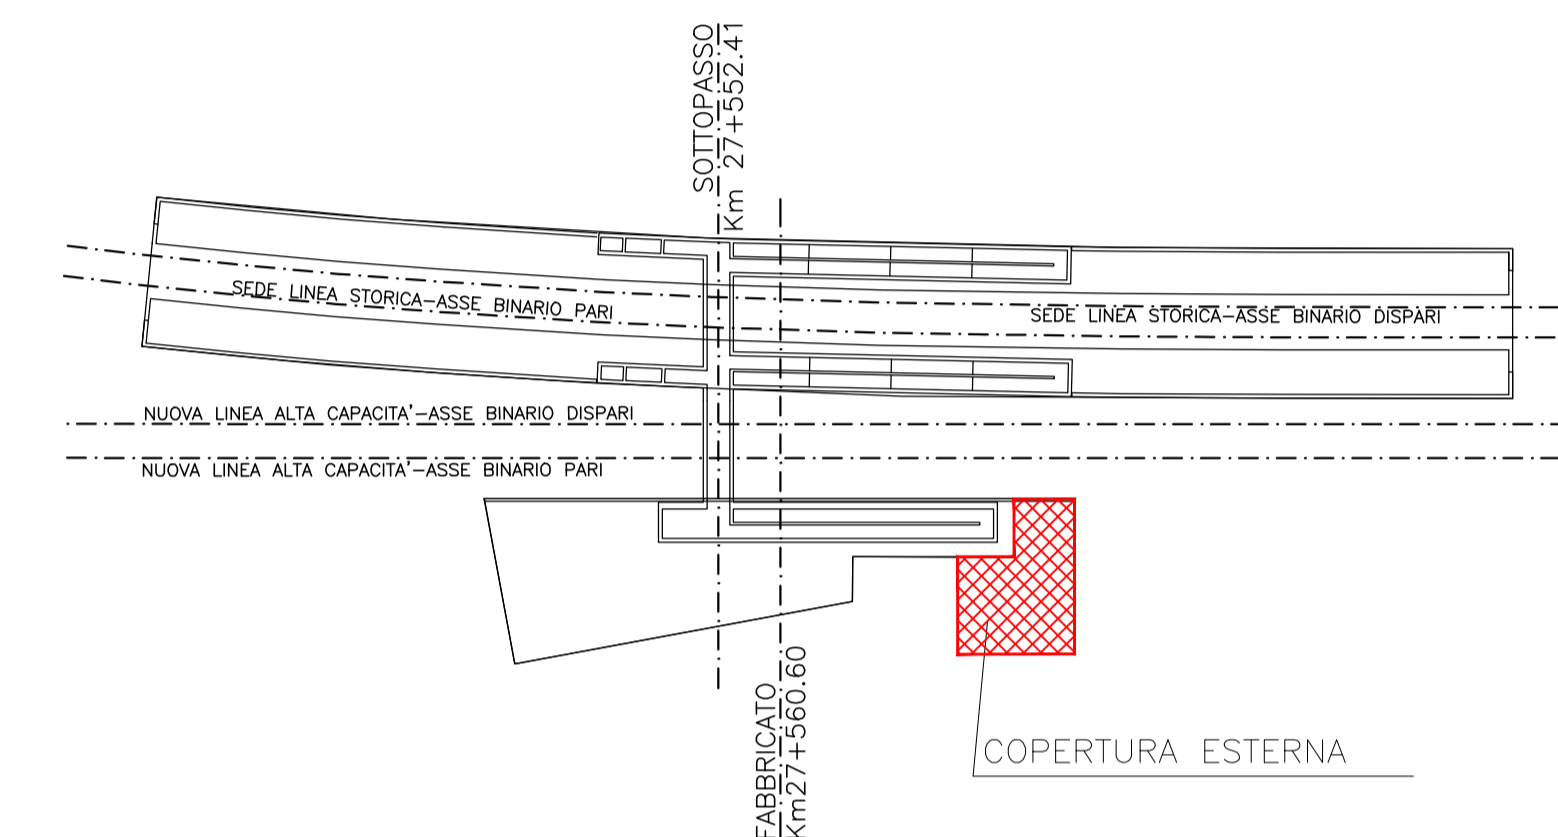 SOTTOPASSO
Km 27+552.41
SEDE LINEA STORICA-ASSE BINARIO PARI
SEDE LINEA STORICA-ASSE BINARIO DISPARI
NUOVA LINEA ALTA CAPACITA'-ASSE BINARIO DISPARI
NUOVA LINEA ALTA CAPACITA'-ASSE BINARIO PARI
FABBRICATO
Km27+560.60
COPERTURA ESTERNA